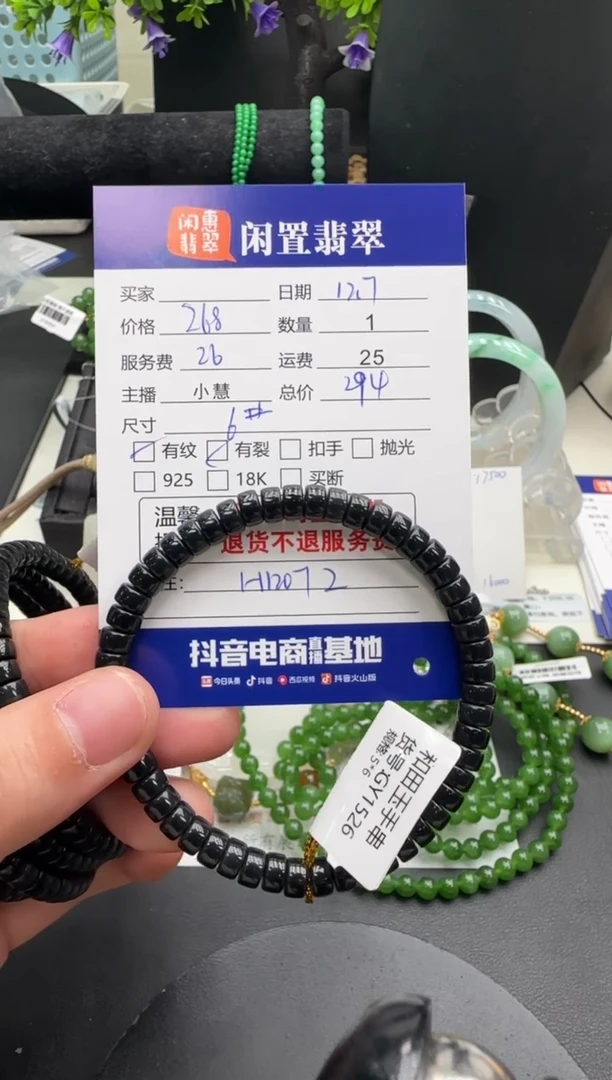 闲惠
翡翠
闲置翡翠
买家
日期 12.7
价格 268
数量 1
服务费 26
运费 25
主播 小慧
总价 294
尺寸 6#
有纹 有裂 扣手 抛光
925 18K 买断
温馨
退货不退服务费
H12072
抖音电商直播基地
今日头条 抖音 西瓜视频 抖音火山版
和田玉手串
货号:GY1526
规格:5*6